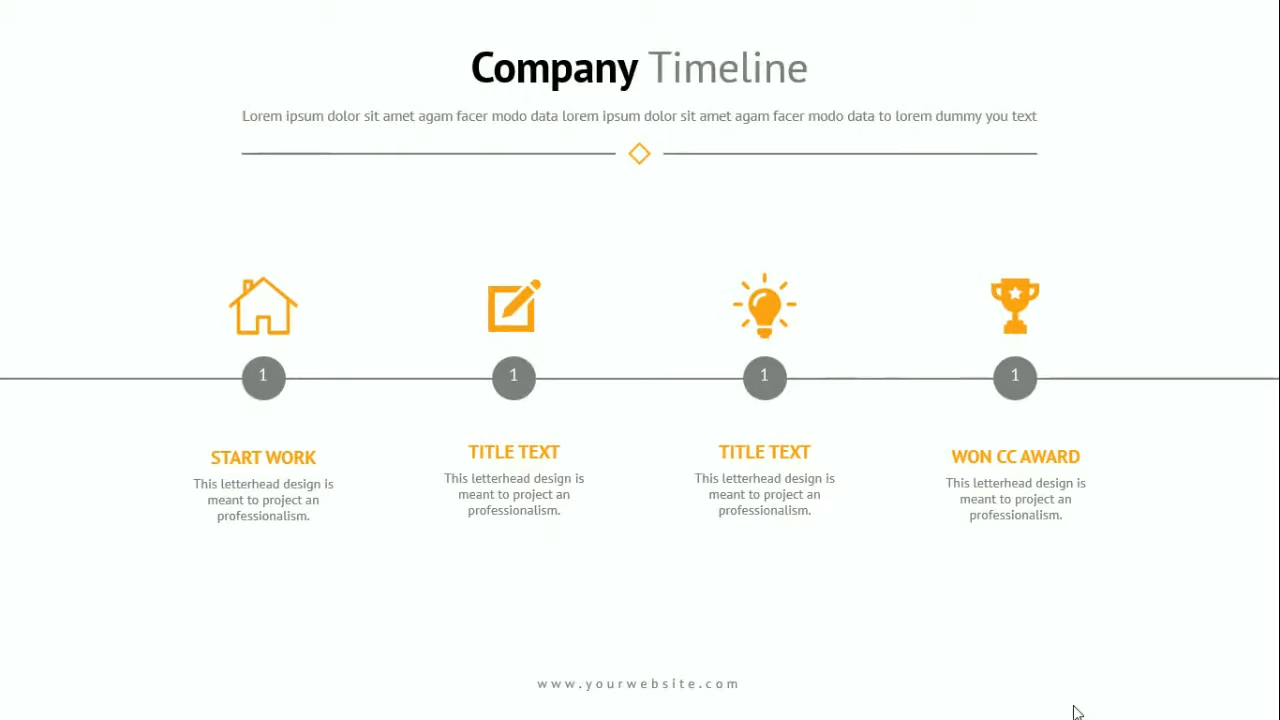 Company Timeline
Lorem ipsum dolor sit amet agam facer modo data lorem ipsum dolor sit amet agam facer modo data to lorem dummy you text
1
1
1
1
START WORK
This letterhead design is
meant to project an
professionalism.
TITLE TEXT
This letterhead design is
meant to project an
professionalism.
TITLE TEXT
This letterhead design is
meant to project an
professionalism.
WON CC AWARD
This letterhead design is
meant to project an
professionalism.
www.yourwebsite.com